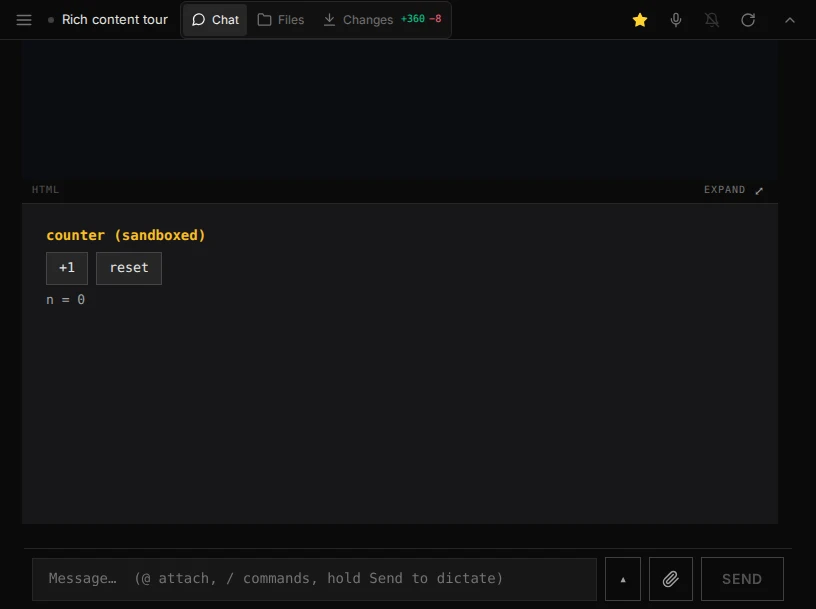 Rich content tour Chat Files Changes +360 −8
HTML EXPAND
counter (sandboxed)
+1 reset
n = 0
Message… (@ attach, / commands, hold Send to dictate) SEND